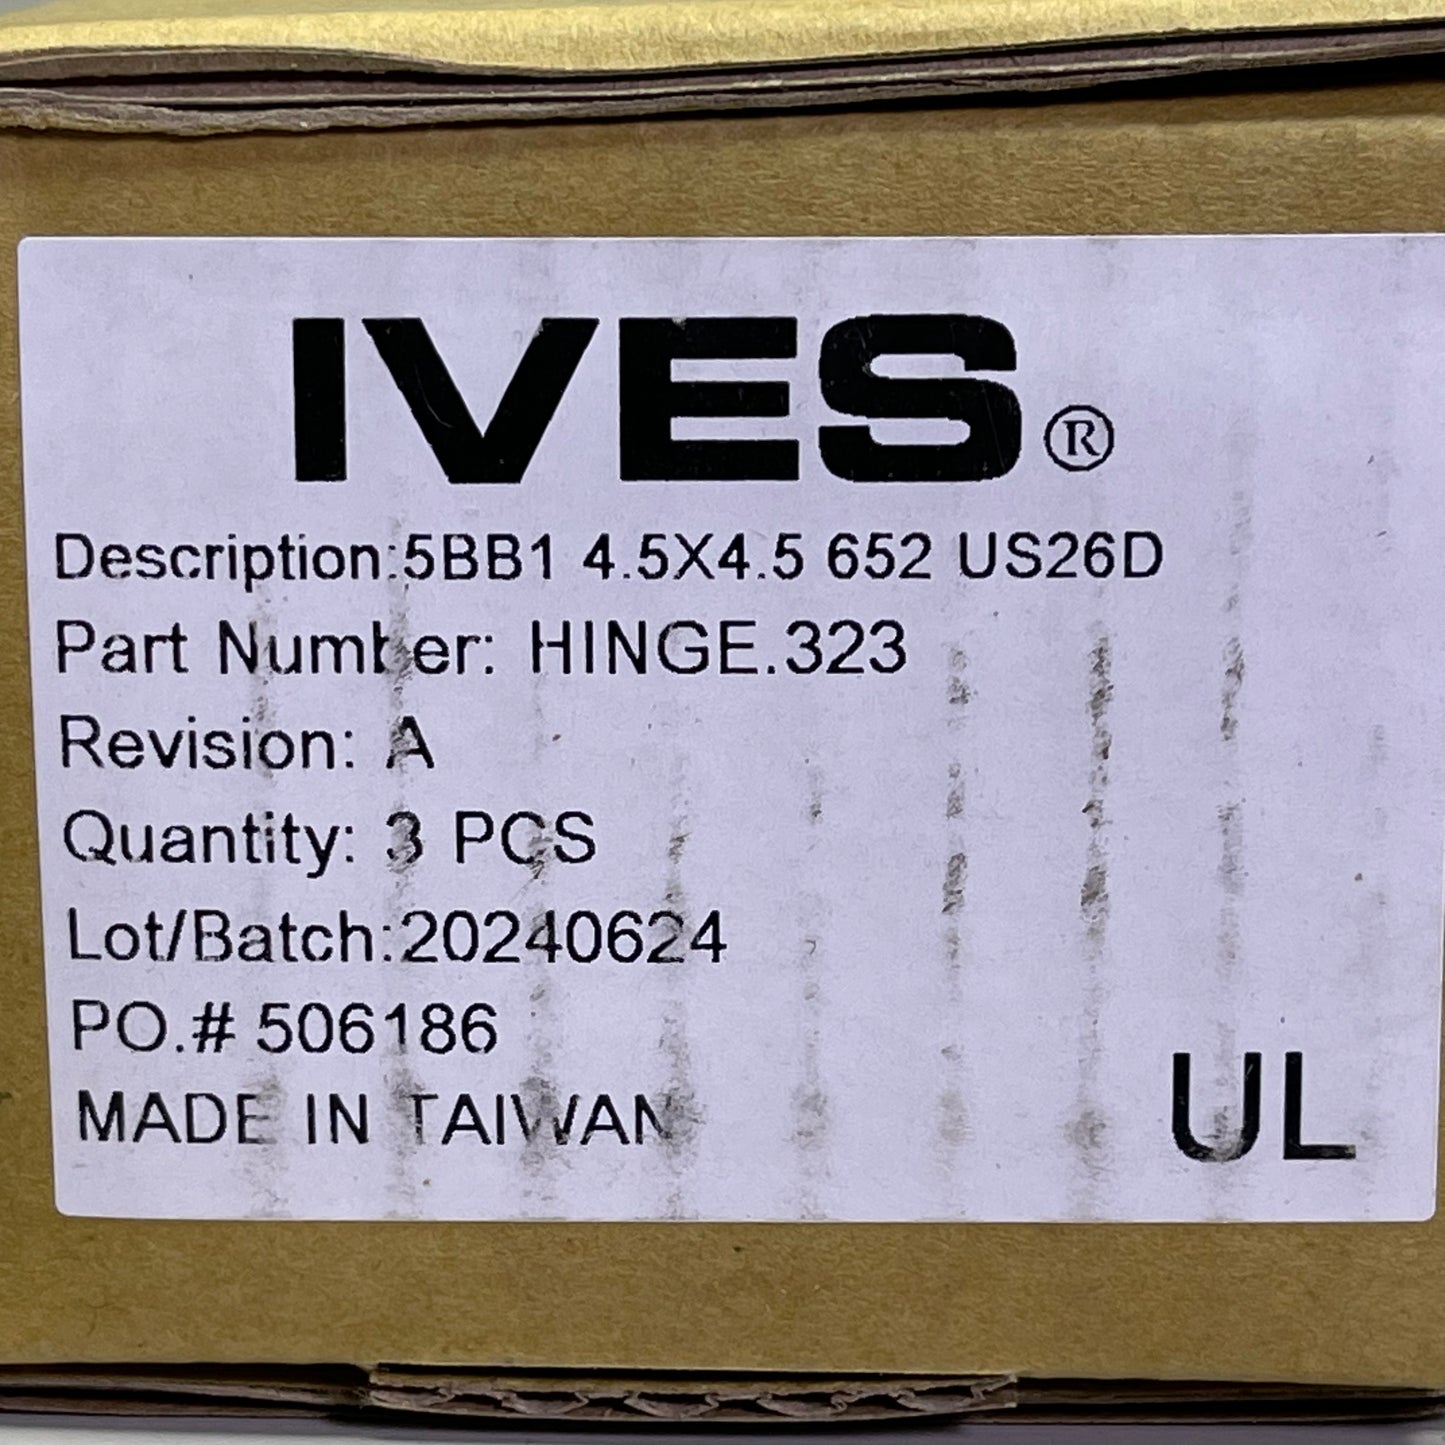 IVES®
Description:5BB1 4.5X4.5 652 US26D
Part Number: HINGE.323
Revision: A
Quantity: 3 PCS
Lot/Batch:20240624
PO.# 506186
MADE IN TAIWAN
UL